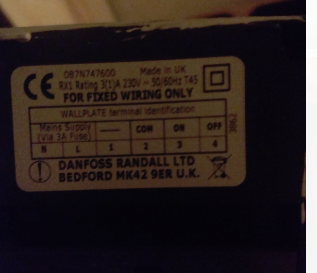 CE 087N747600 Made in UK
RX1 Rating 3(1)A 230V ~ 50/60Hz T45
FOR FIXED WIRING ONLY
WALLPLATE terminal identification
Mains Supply (Via 3A Fuse) — COM ON OFF
N L 1 2 3 4
3862
DANFOSS RANDALL LTD
BEDFORD MK42 9ER U.K.